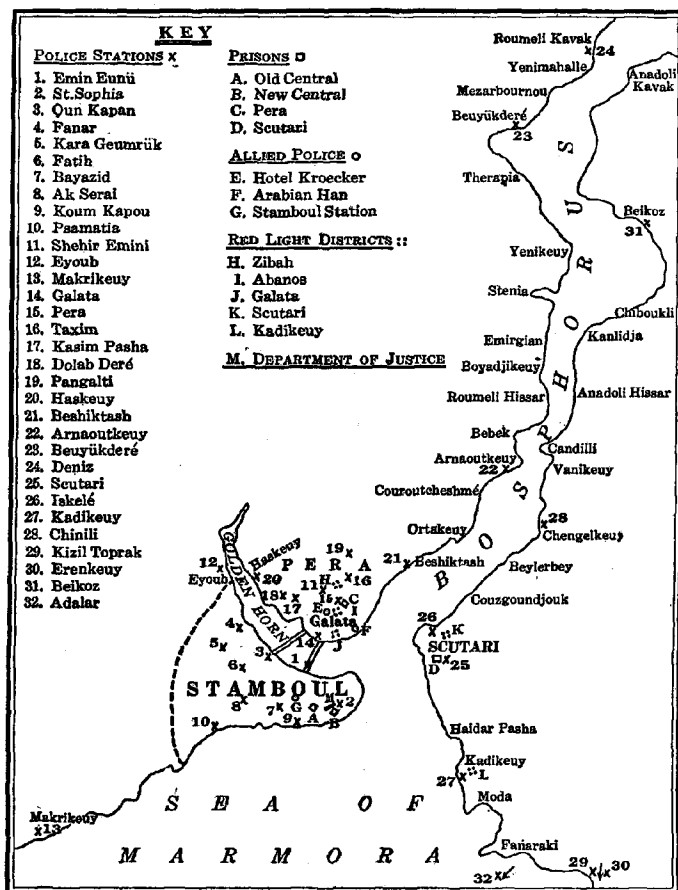 KEY
POLICE STATIONS x
1. Emin Eunü
2. St. Sophia
3. Oun Kapan
4. Fanar
5. Kara Geumrük
6. Fatih
7. Bayazid
8. Ak Serai
9. Koum Kapou
10. Psamatia
11. Shehir Emini
12. Eyoub
13. Makrikeuy
14. Galata
15. Pera
16. Taxim
17. Kasim Pasha
18. Dolab Deré
19. Pangalti
20. Haskeuy
21. Beshiktash
22. Arnaoutkeuy
23. Beuyükderé
24. Deniz
25. Scutari
26. Iskelé
27. Kadikeuy
28. Chinili
29. Kizil Toprak
30. Erenkeuy
31. Beikoz
32. Adalar
PRISONS
A. Old Central
B. New Central
C. Pera
D. Scutari
ALLIED POLICE o
E. Hotel Kroecker
F. Arabian Han
G. Stamboul Station
RED LIGHT DISTRICTS ::
H. Zibah
I. Abanos
J. Galata
K. Scutari
L. Kadikeuy
M. DEPARTMENT OF JUSTICE
Roumeli Kavak
24
Yenimahalle
Anadoli
Kavak
Mezarbournou
Beuyükderé
23
Therapia
Beikoz
31
Yenikeuy
Stenia
Chiboukli
Kanlidja
Emirgian
Boyadjikeuy
Roumeli Hissar
Anadoli Hissar
Bebek
Candilli
Arnaoutkeuy
22
Vanikeuy
Couroutcheshmé
28
Chengelkeuy
Ortakeuy
21
Beshiktash
Beylerbey
Couzgoundjouk
BOSPHORUS
26
K
SCUTARI
D
25
Haidar Pasha
Kadikeuy
27
L
Moda
Fanaraki
32
29
30
GOLDEN HORN
Haskeuy
20
12
Eyoub
PERA
19
H
16
11
18
17
I&
C
I
E
Galata
14
F
J
4
5
3
6
1
STAMBOUL
8
7
G
M
2
10
9
A
B
Makrikeuy
13
SEA OF
MARMORA